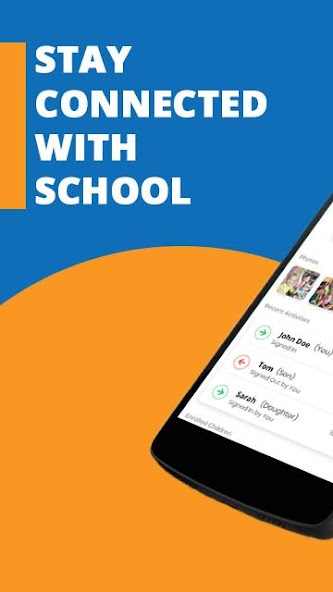 STAY
CONNECTED
WITH
SCHOOL
Photos
Recent Activities
John Doe (You)
Signed In
Tom (Son)
Signed Out by You
Sarah (Daughter)
Signed In by You
Enrolled Children